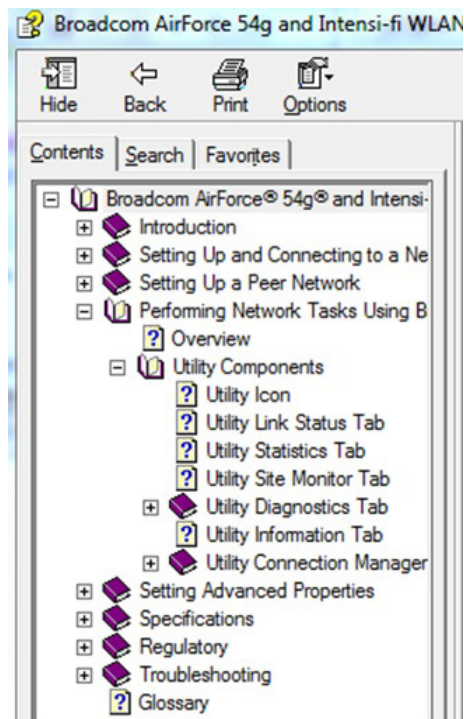 Broadcom AirForce 54g and Intensi-fi WLAN
Hide Back Print Options
Contents Search Favorites
Broadcom AirForce® 54g® and Intensi-
Introduction
Setting Up and Connecting to a Ne
Setting Up a Peer Network
Performing Network Tasks Using B
Overview
Utility Components
Utility Icon
Utility Link Status Tab
Utility Statistics Tab
Utility Site Monitor Tab
Utility Diagnostics Tab
Utility Information Tab
Utility Connection Manager
Setting Advanced Properties
Specifications
Regulatory
Troubleshooting
Glossary